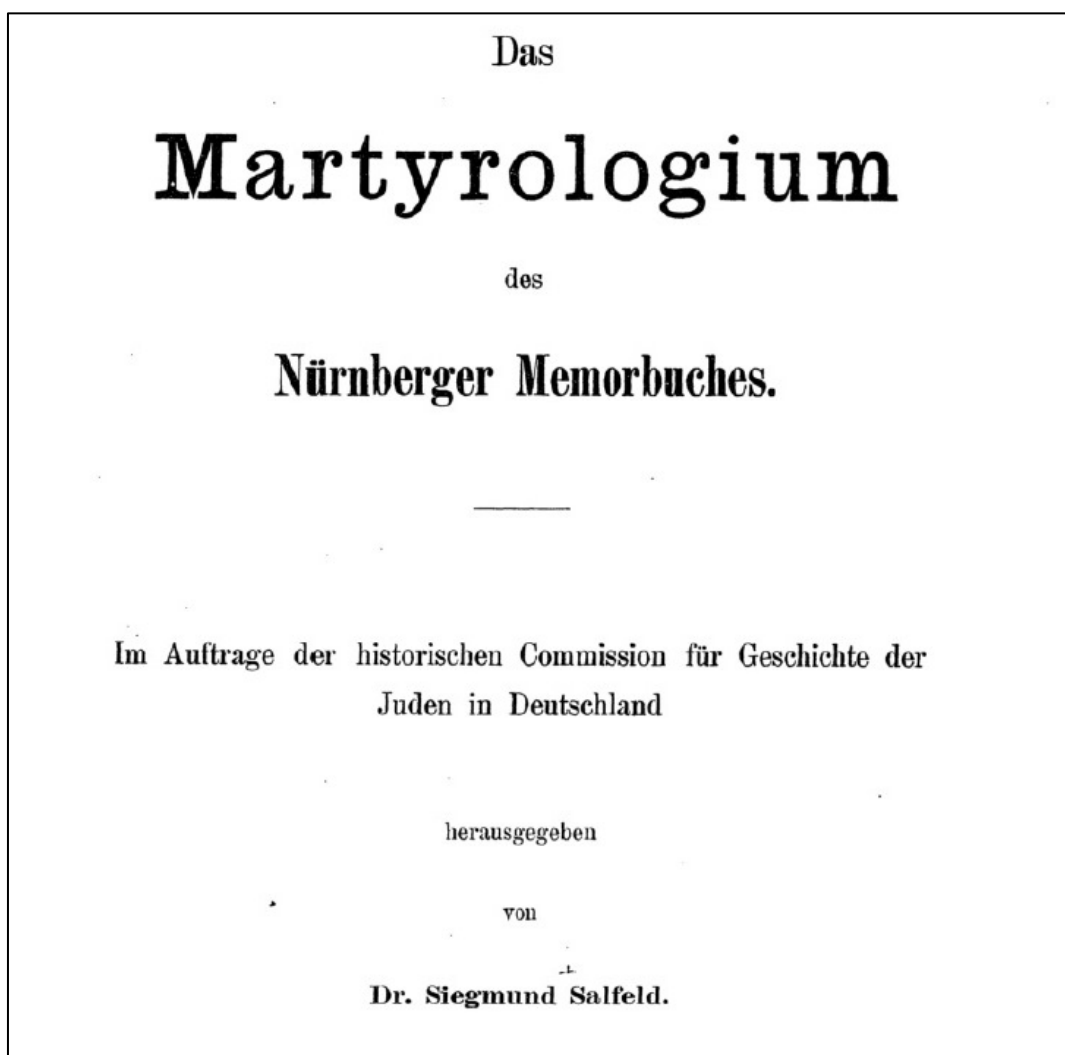 Das
Martyrologium
des
Nürnberger Memorbuches.
Im Auftrage der historischen Commission für Geschichte der
Juden in Deutschland
herausgegeben
von
Dr. Siegmund Salfeld.